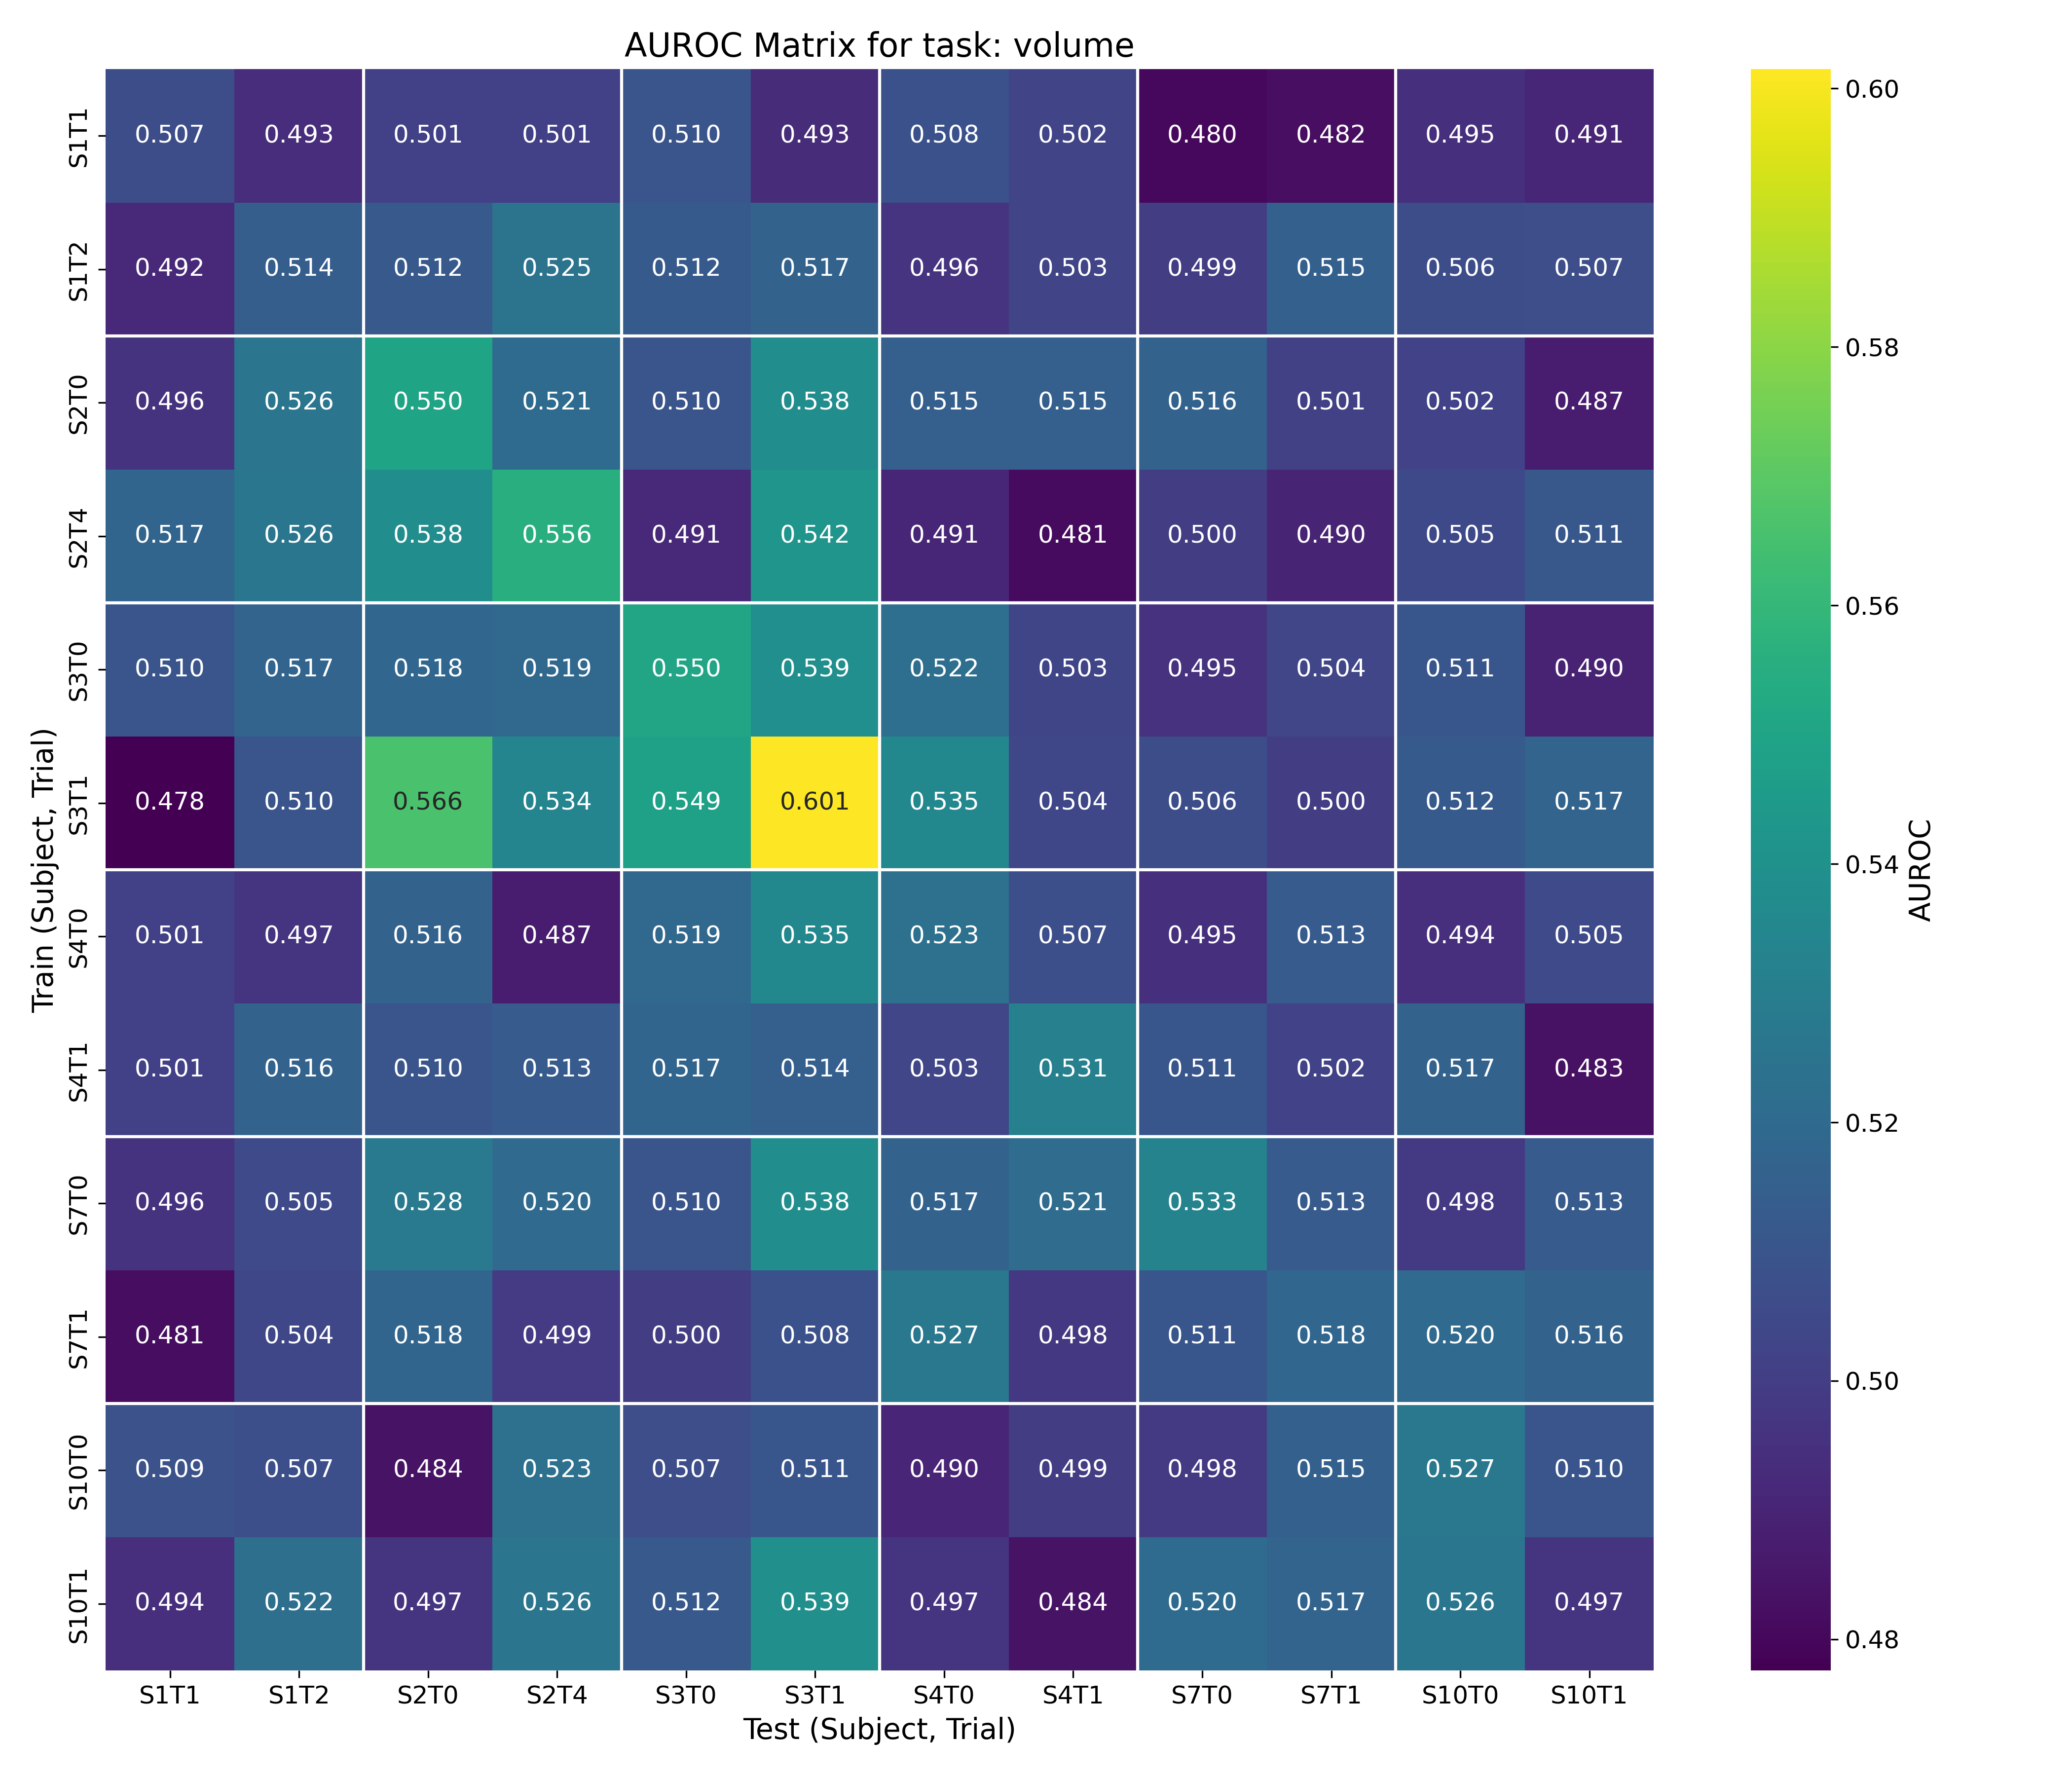 AUROC Matrix for task: volume
S1T1 0.507 0.493 0.501 0.501 0.510 0.493 0.508 0.502 0.480 0.482 0.495 0.491
S1T2 0.492 0.514 0.512 0.525 0.512 0.517 0.496 0.503 0.499 0.515 0.506 0.507
S2T0 0.496 0.526 0.550 0.521 0.510 0.538 0.515 0.515 0.516 0.501 0.502 0.487
S2T4 0.517 0.526 0.538 0.556 0.491 0.542 0.491 0.481 0.500 0.490 0.505 0.511
S3T0 0.510 0.517 0.518 0.519 0.550 0.539 0.522 0.503 0.495 0.504 0.511 0.490
S3T1 0.478 0.510 0.566 0.534 0.549 0.601 0.535 0.504 0.506 0.500 0.512 0.517
S4T0 0.501 0.497 0.516 0.487 0.519 0.535 0.523 0.507 0.495 0.513 0.494 0.505
S4T1 0.501 0.516 0.510 0.513 0.517 0.514 0.503 0.531 0.511 0.502 0.517 0.483
S7T0 0.496 0.505 0.528 0.520 0.510 0.538 0.517 0.521 0.533 0.513 0.498 0.513
S7T1 0.481 0.504 0.518 0.499 0.500 0.508 0.527 0.498 0.511 0.518 0.520 0.516
S10T0 0.509 0.507 0.484 0.523 0.507 0.511 0.490 0.499 0.498 0.515 0.527 0.510
S10T1 0.494 0.522 0.497 0.526 0.512 0.539 0.497 0.484 0.520 0.517 0.526 0.497
S1T1 S1T2 S2T0 S2T4 S3T0 S3T1 S4T0 S4T1 S7T0 S7T1 S10T0 S10T1
Test (Subject, Trial)
Train (Subject, Trial)
0.60
0.58
0.56
0.54
0.52
0.50
0.48
AUROC